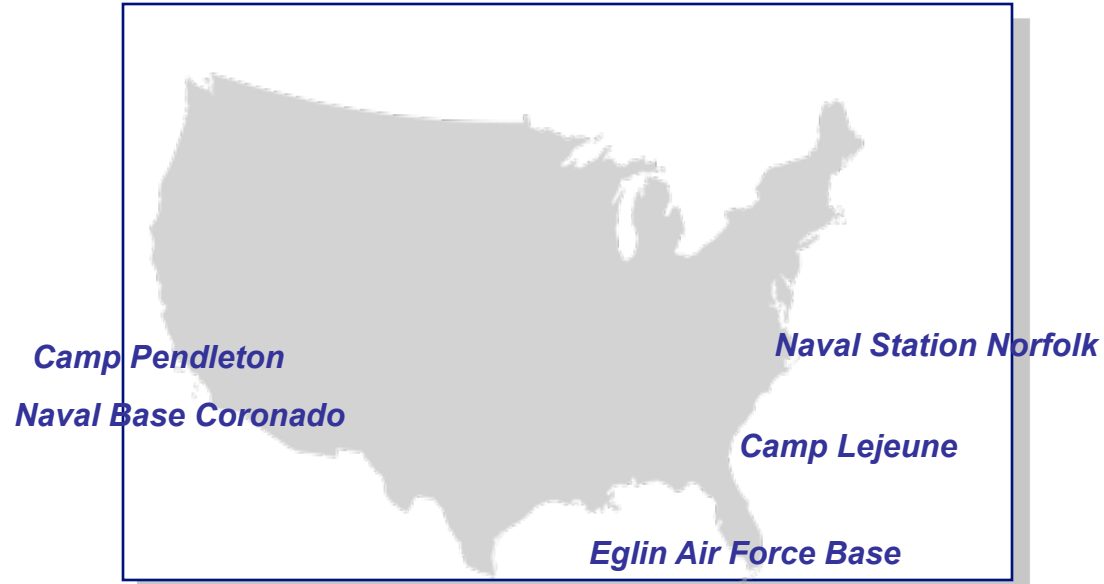 Camp Pendleton
Naval Station Norfolk
Naval Base Coronado
Camp Lejeune
Eglin Air Force Base